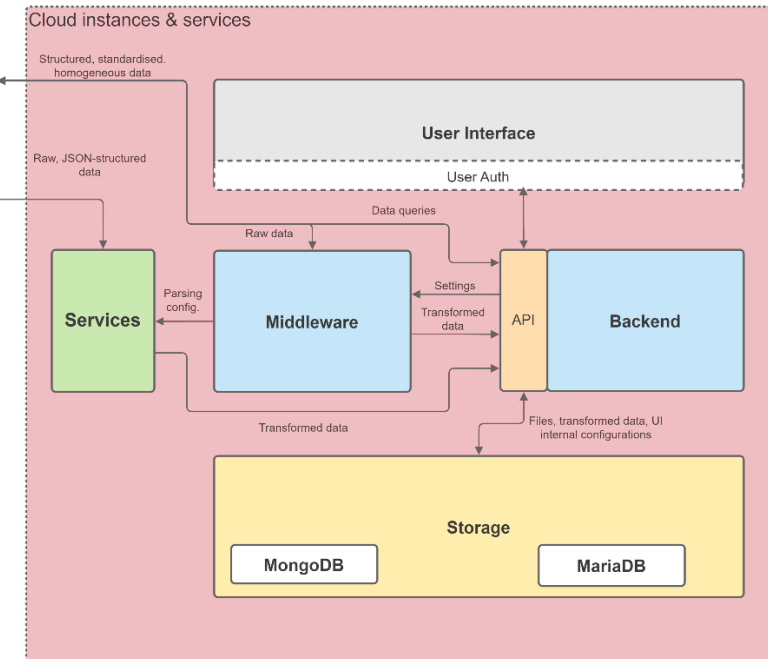 Cloud instances & services
Structured, standardised.
homogeneous data
User Interface
Raw, JSON-structured
data
User Auth
Data queries
Raw data
Parsing
config.
Settings
Services
Middleware
Transformed
data
API
Backend
Transformed data
Files, transformed data, UI
internal configurations
Storage
MongoDB
MariaDB